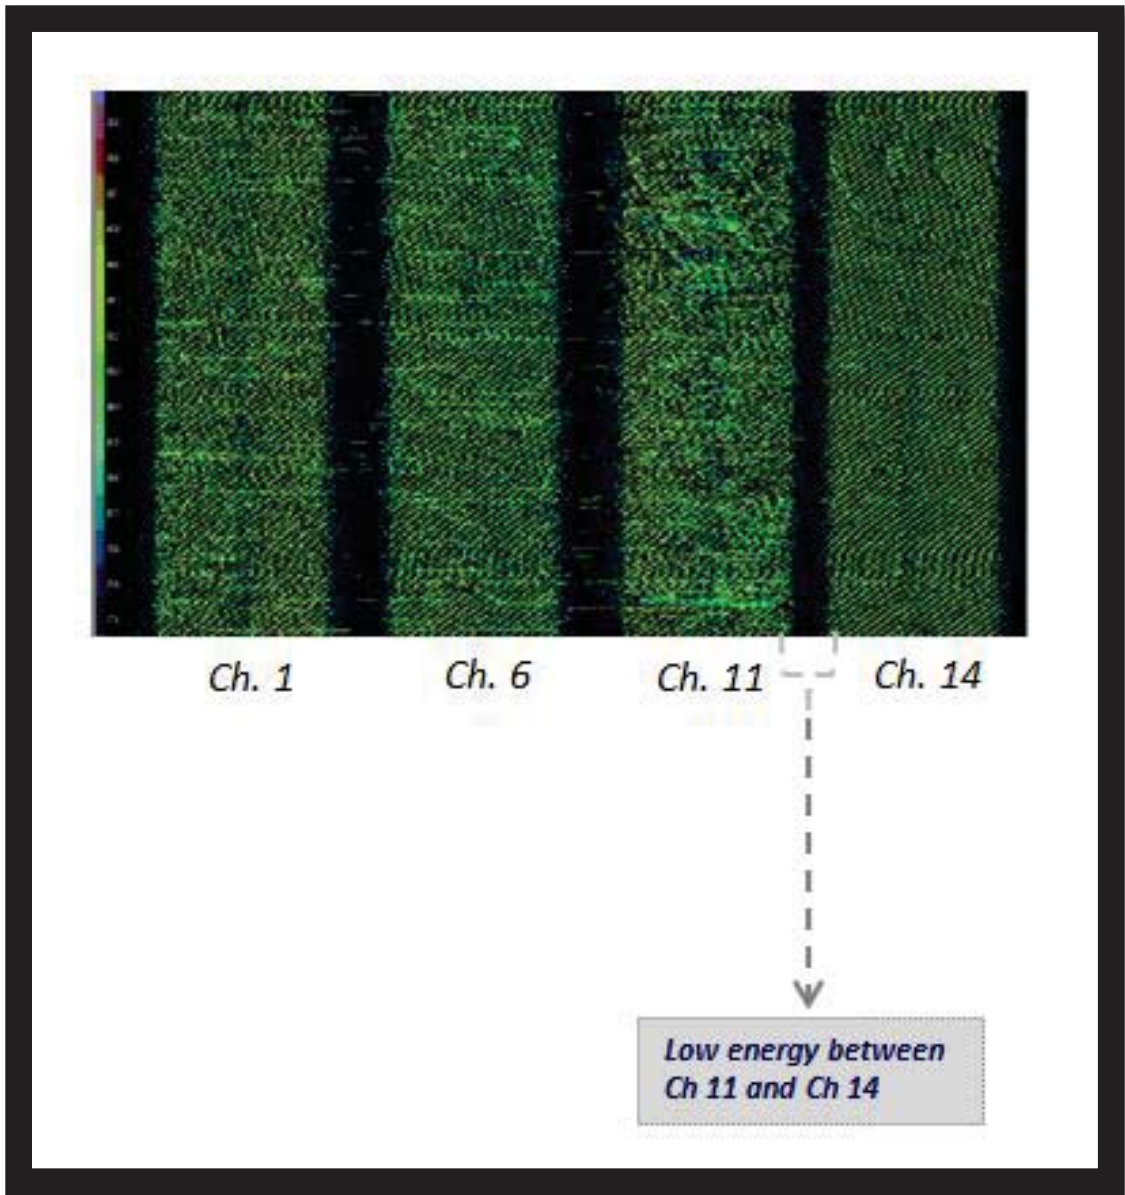 Ch. 1
Ch. 6
Ch. 11
Ch. 14
Low energy between
Ch 11 and Ch 14